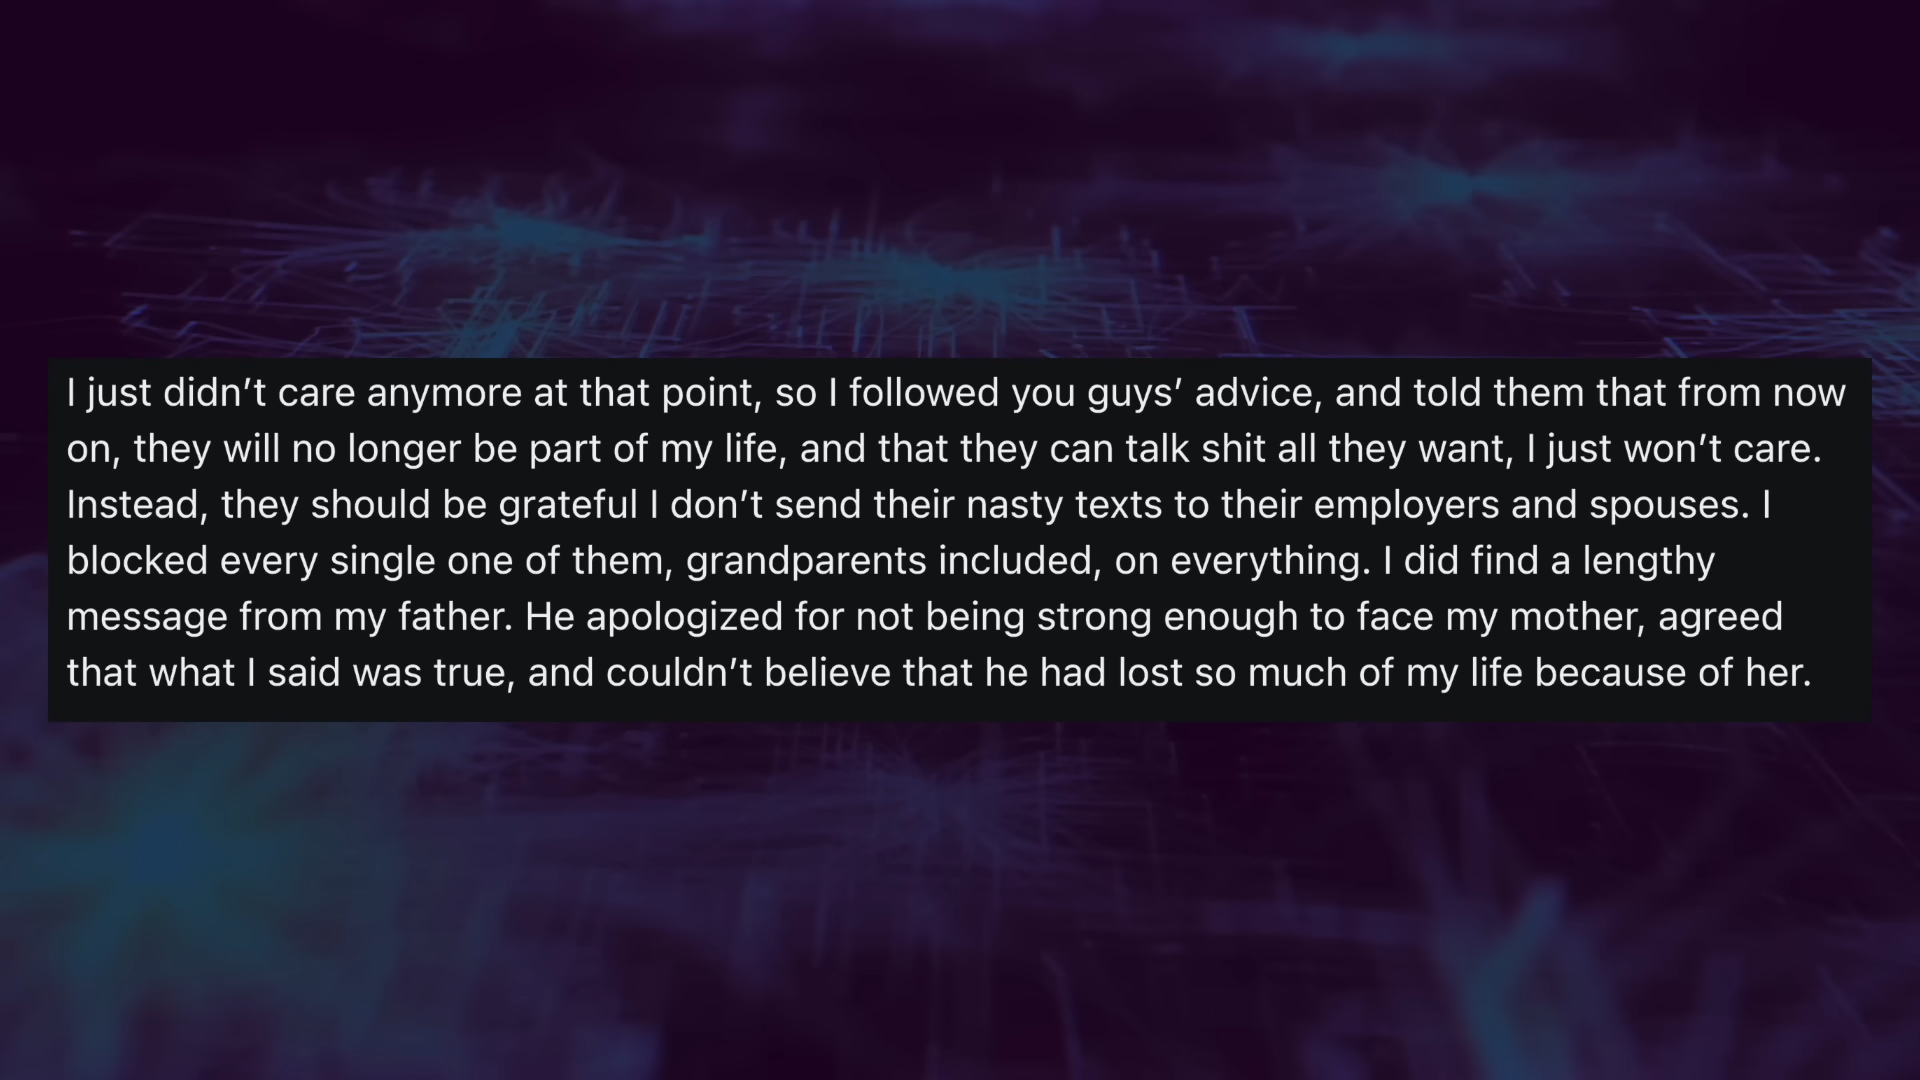 I just didn’t care anymore at that point, so I followed you guys’ advice, and told them that from now
on, they will no longer be part of my life, and that they can talk shit all they want, I just won’t care.
Instead, they should be grateful I don’t send their nasty texts to their employers and spouses. I
blocked every single one of them, grandparents included, on everything. I did find a lengthy
message from my father. He apologized for not being strong enough to face my mother, agreed
that what I said was true, and couldn’t believe that he had lost so much of my life because of her.